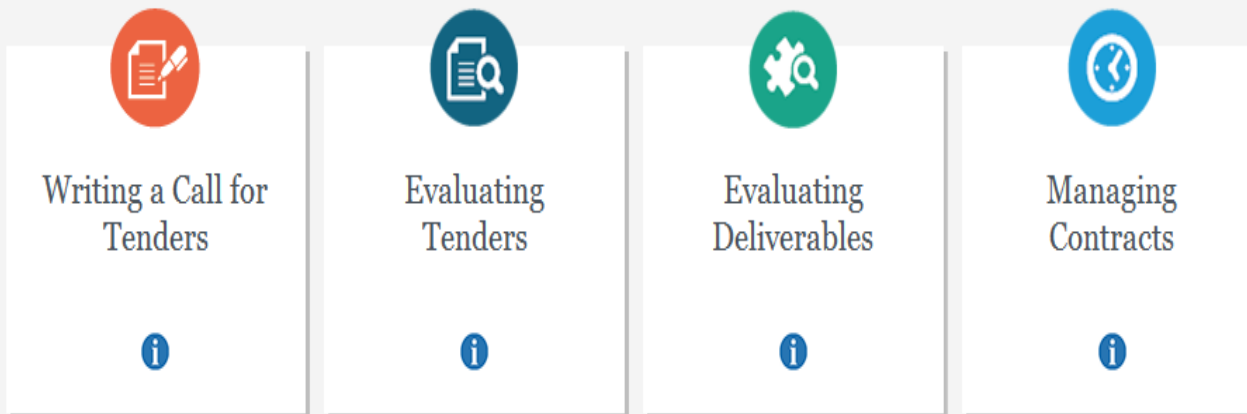 Writing a Call for
Tenders
Evaluating
Tenders
Evaluating
Deliverables
Managing
Contracts
i
i
i
i